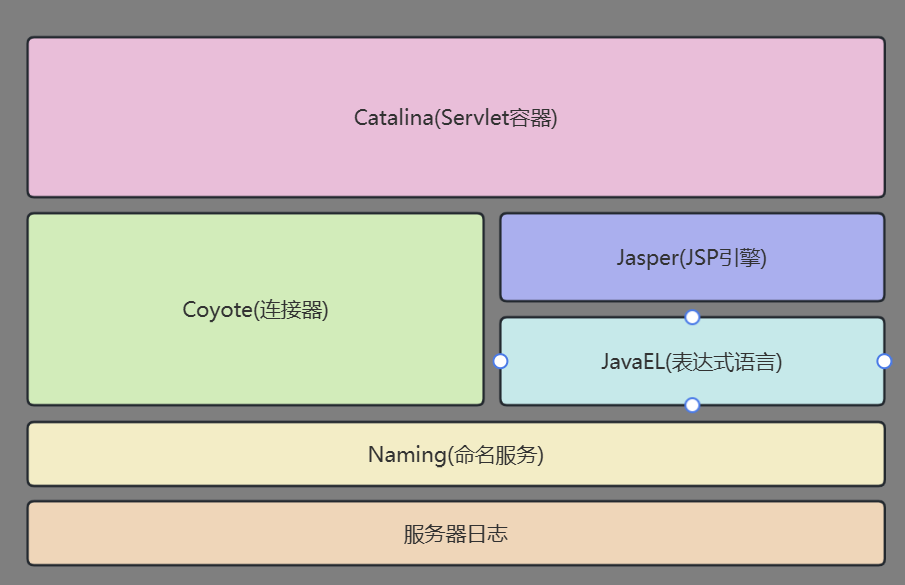 Catalina(Servlet容器)
Coyote(连接器)
Jasper(JSP引擎)
JavaEL(表达式语言)
Naming(命名服务)
服务器日志